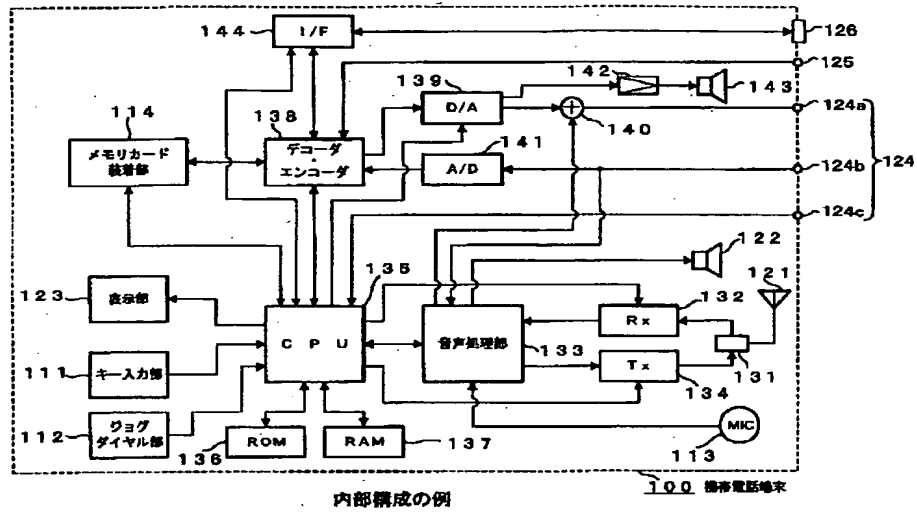 144
I/F
126
125
139
142
143
114
138
D/A
140
124a
141
デコーダ
・
エンコーダ
メモリカード
装着部
A/D
124b
124
124c
122
135
121
123
表示部
132
Rx
CPU
音声処理部
133
111
キー入力部
Tx
131
134
112
ジョグ
ダイヤル部
ROM
RAM
136
137
MIC
113
100 携帯電話端末
内部構成の例